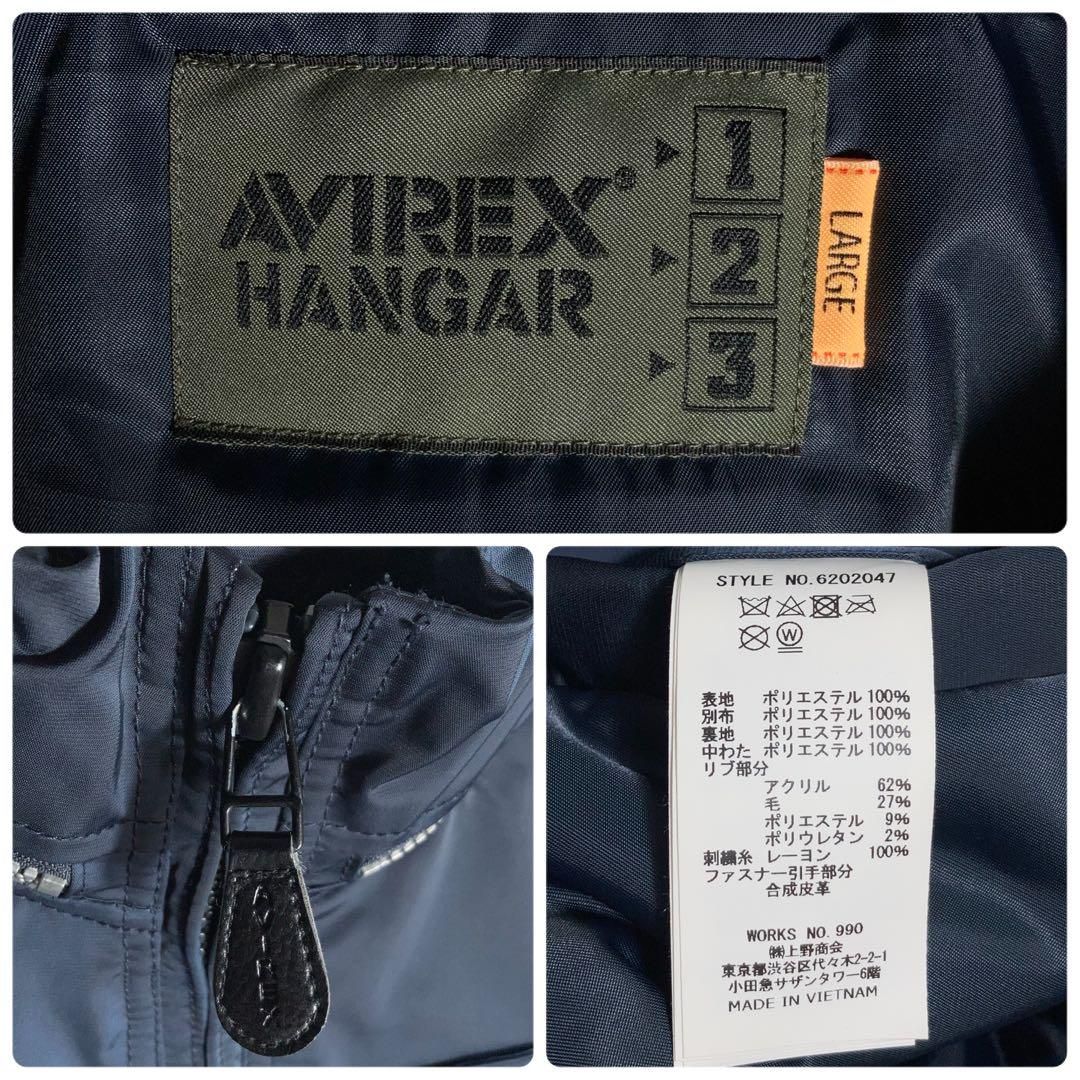 AVIREX®
HANGAR
1
2
3
LARGE
AVIREX
STYLE NO.6202047
W
表地 ポリエステル 100%
別布 ポリエステル 100%
裏地 ポリエステル 100%
中わた ポリエステル 100%
リブ部分
アクリル 62%
毛 27%
ポリエステル 9%
ポリウレタン 2%
刺繍糸 レーヨン 100%
ファスナー引手部分
合成皮革
WORKS NO. 990
㈱上野商会
東京都渋谷区代々木2-2-1
小田急サザンタワー6階
MADE IN VIETNAM